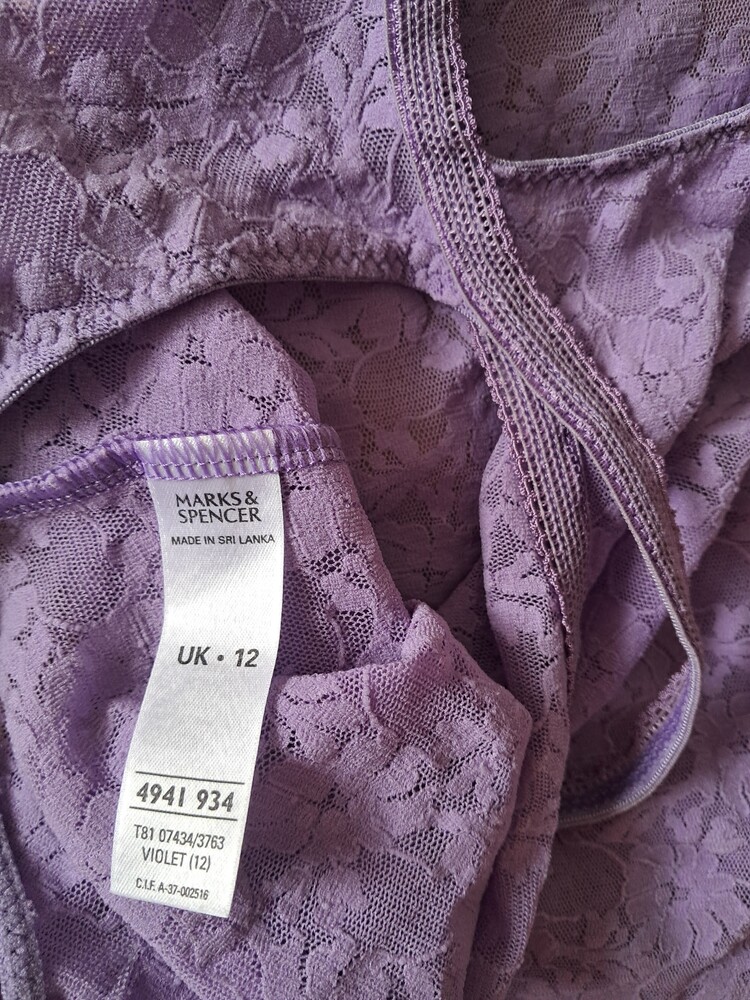 MARKS &
SPENCER
MADE IN SRI LANKA
UK • 12
4941 934
T81 07434/3763
VIOLET (12)
C.I.F. A-37-002516